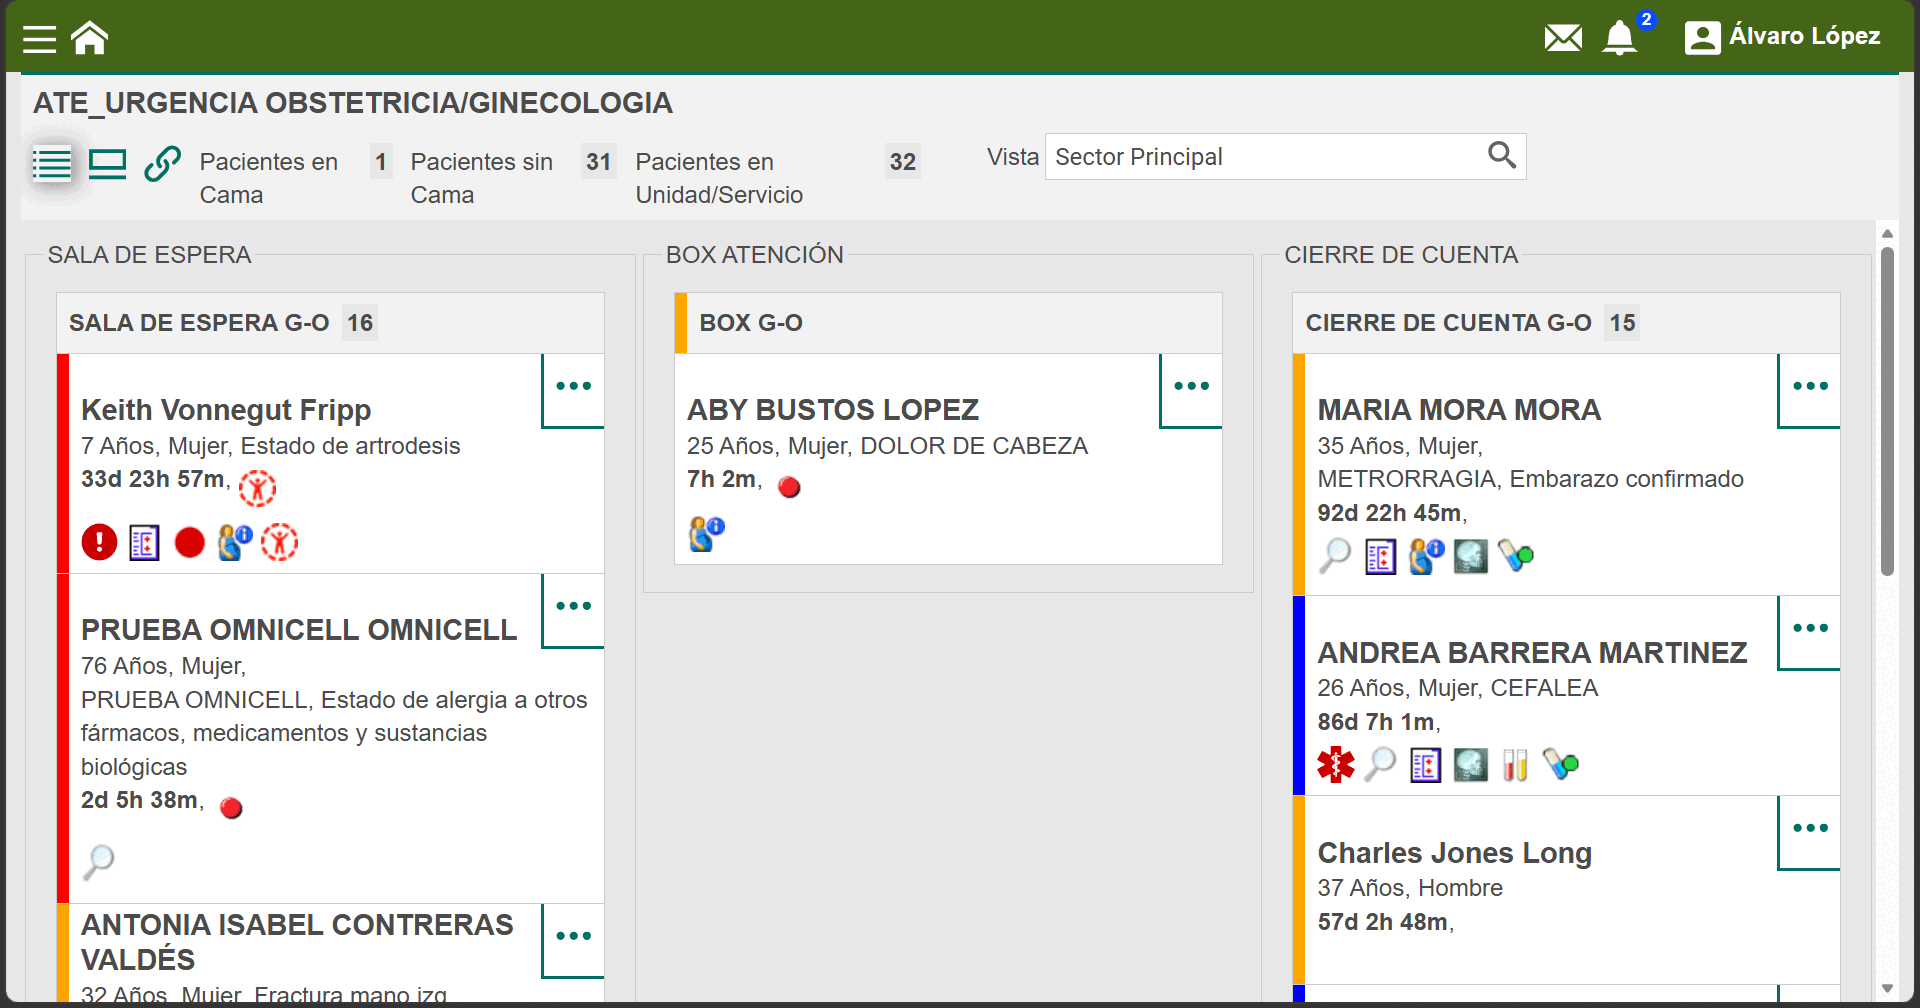 2
Álvaro López
ATE_URGENCIA OBSTETRICIA/GINECOLOGIA
Pacientes en Cama
1
Pacientes sin Cama
31
Pacientes en Unidad/Servicio
32
Vista
Sector Principal
SALA DE ESPERA
SALA DE ESPERA G-O 16
Keith Vonnegut Fripp
7 Años, Mujer, Estado de artrodesis
33d 23h 57m,
PRUEBA OMNICELL OMNICELL
76 Años, Mujer,
PRUEBA OMNICELL, Estado de alergia a otros
fármacos, medicamentos y sustancias
biológicas
2d 5h 38m,
ANTONIA ISABEL CONTRERAS
VALDÉS
32 Años, Mujer, Fractura mano izq
BOX ATENCIÓN
BOX G-O
ABY BUSTOS LOPEZ
25 Años, Mujer, DOLOR DE CABEZA
7h 2m,
CIERRE DE CUENTA
CIERRE DE CUENTA G-O 15
MARIA MORA MORA
35 Años, Mujer,
METRORRAGIA, Embarazo confirmado
92d 22h 45m,
ANDREA BARRERA MARTINEZ
26 Años, Mujer, CEFALEA
86d 7h 1m,
Charles Jones Long
37 Años, Hombre
57d 2h 48m,